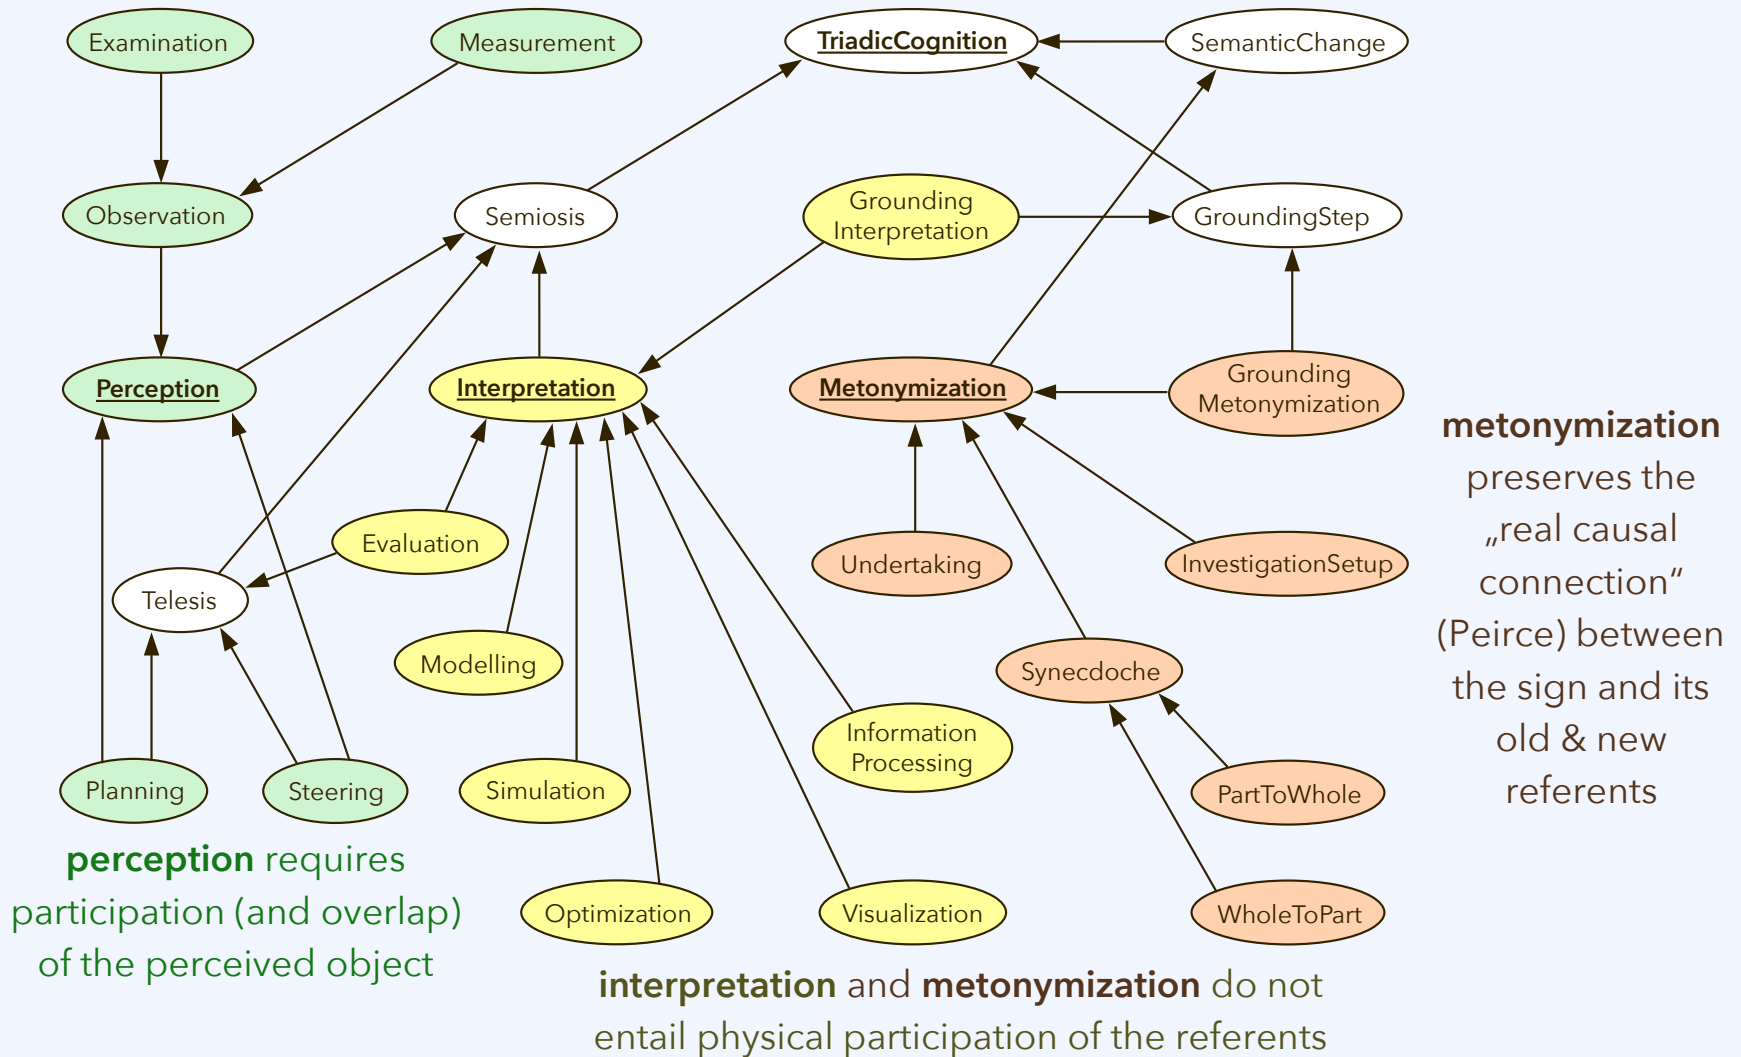 Examination
Measurement
TriadicCognition
SemanticChange
Observation
Semiosis
Grounding
Interpretation
GroundingStep
Perception
Interpretation
Metonymization
Grounding
Metonymization
metonymization
preserves the
„real causal
connection“
(Peirce) between
the sign and its
old & new
referents
Evaluation
Undertaking
InvestigationSetup
Telesis
Modelling
Synecdoche
Information
Processing
Planning
Steering
Simulation
PartToWhole
perception requires
participation (and overlap)
of the perceived object
Optimization
Visualization
WholeToPart
interpretation and metonymization do not
entail physical participation of the referents